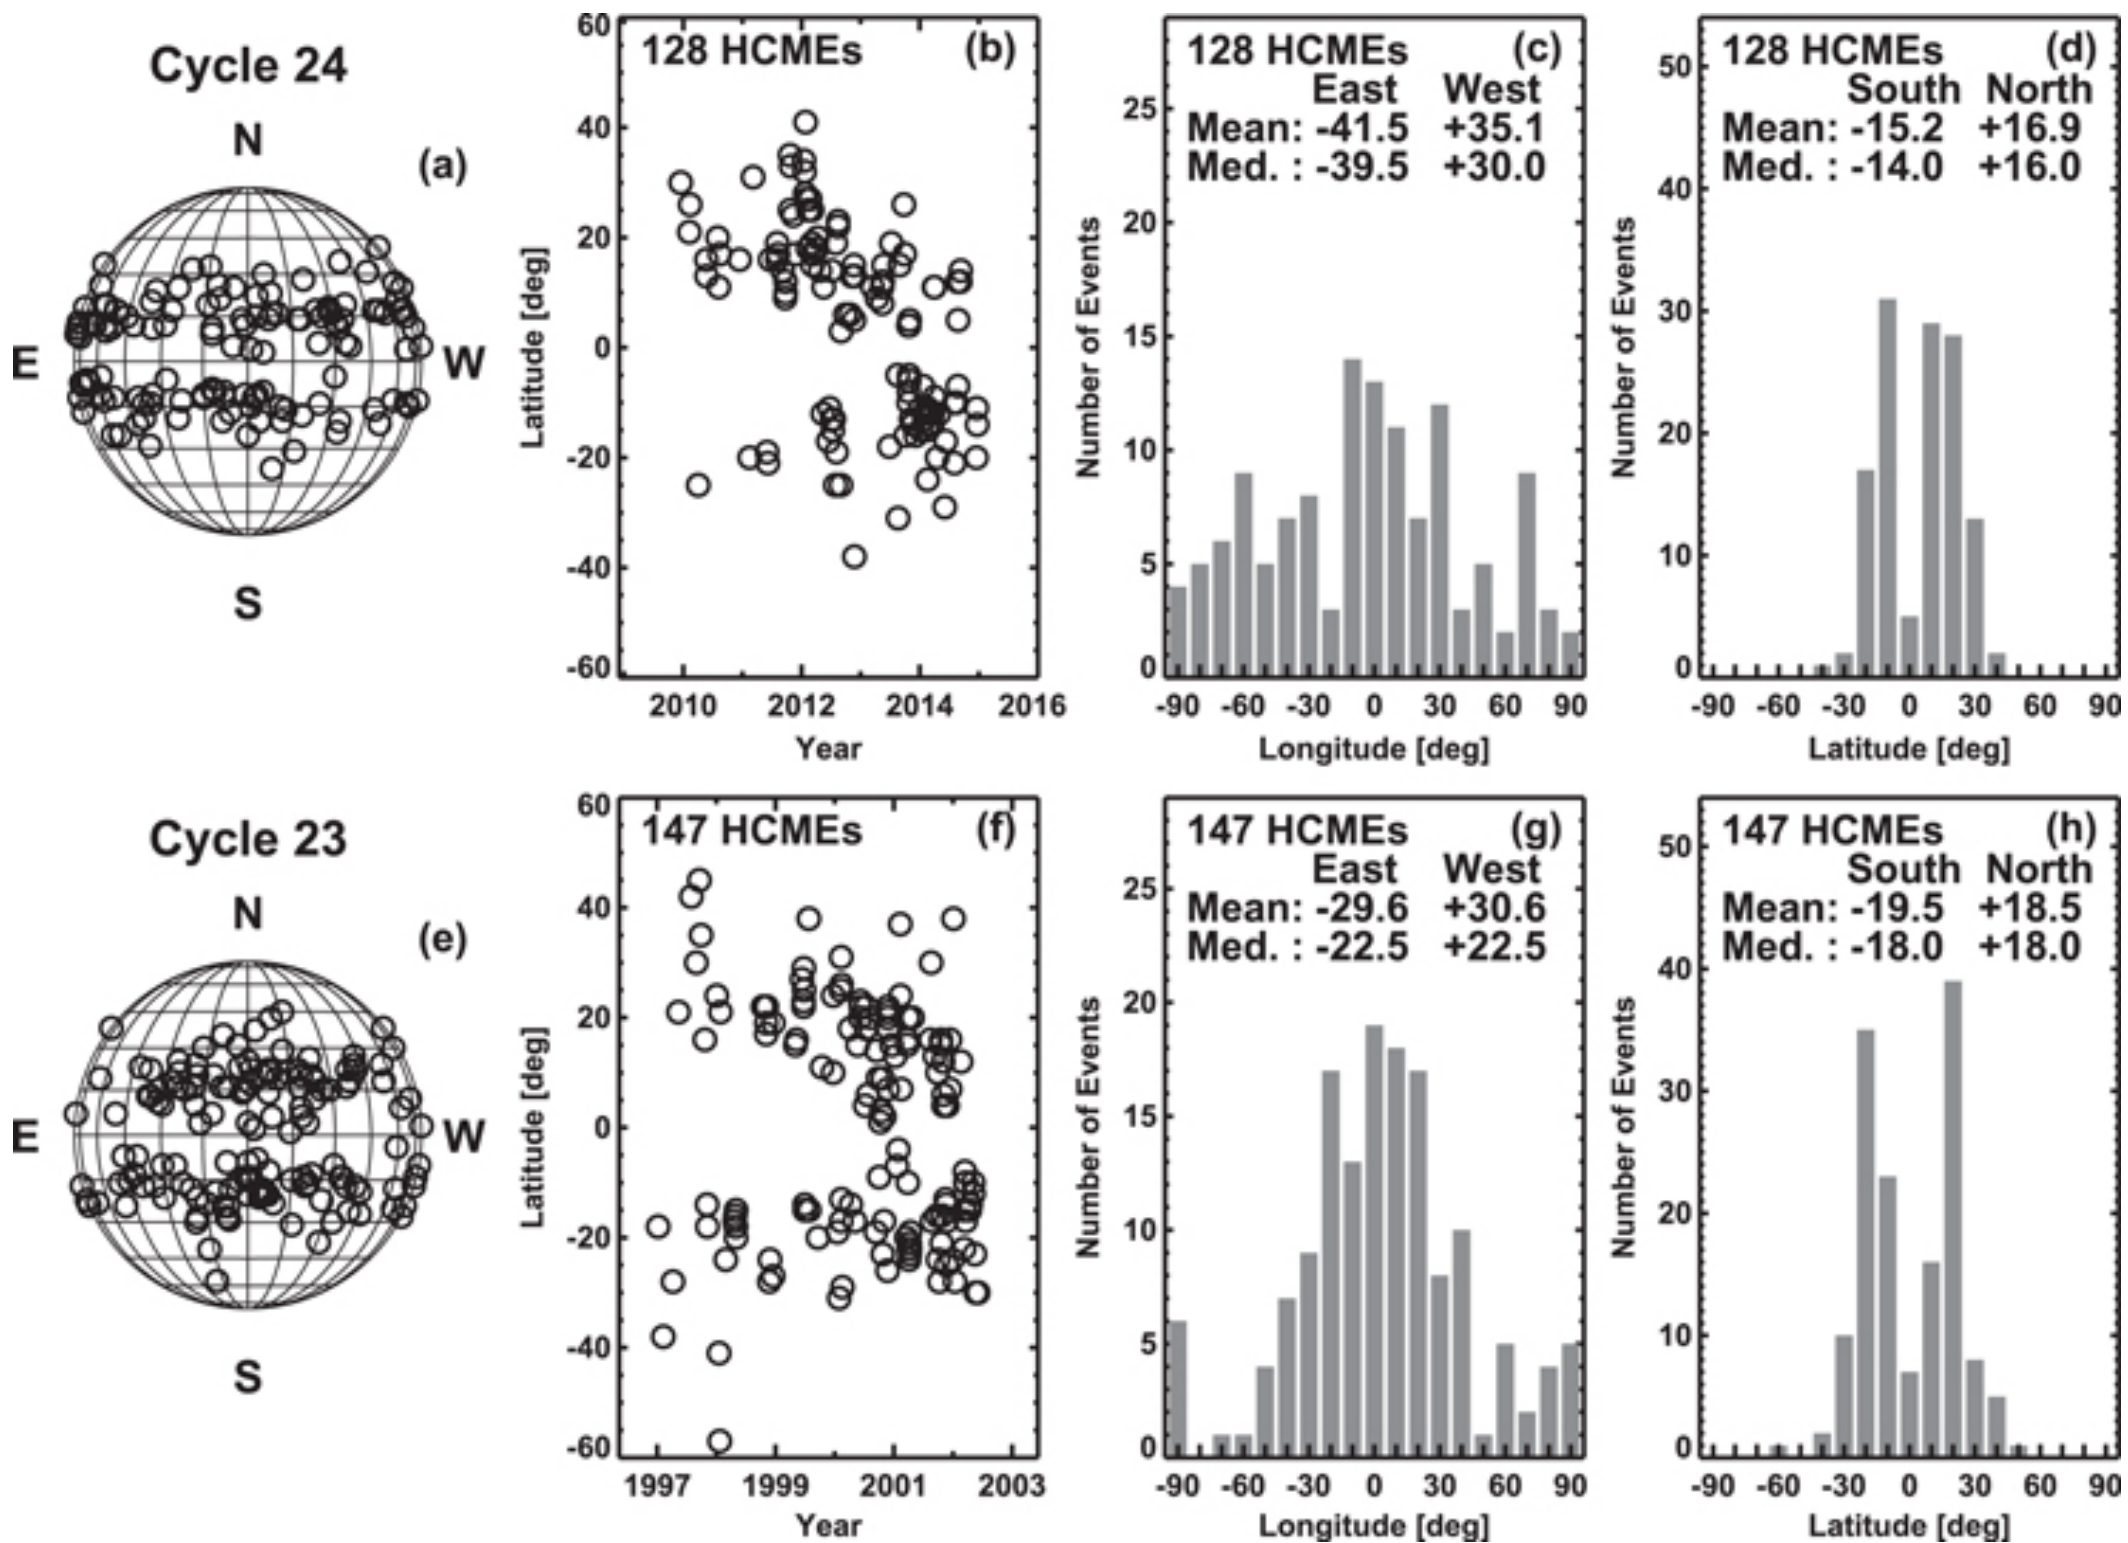 Cycle 24
N
(a)
E
W
S
60
40
20
0
-20
-40
-60
Latitude [deg]
128 HCMEs (b)
2010 2012 2014 2016
Year
25
20
15
10
5
0
Number of Events
128 HCMEs (c)
East West
Mean: -41.5 +35.1
Med. : -39.5 +30.0
-90 -60 -30 0 30 60 90
Longitude [deg]
50
40
30
20
10
0
Number of Events
128 HCMEs (d)
South North
Mean: -15.2 +16.9
Med. : -14.0 +16.0
-90 -60 -30 0 30 60 90
Latitude [deg]
Cycle 23
N
(e)
E
W
S
60
40
20
0
-20
-40
-60
Latitude [deg]
147 HCMEs (f)
1997 1999 2001 2003
Year
25
20
15
10
5
0
Number of Events
147 HCMEs (g)
East West
Mean: -29.6 +30.6
Med. : -22.5 +22.5
-90 -60 -30 0 30 60 90
Longitude [deg]
50
40
30
20
10
0
Number of Events
147 HCMEs (h)
South North
Mean: -19.5 +18.5
Med. : -18.0 +18.0
-90 -60 -30 0 30 60 90
Latitude [deg]